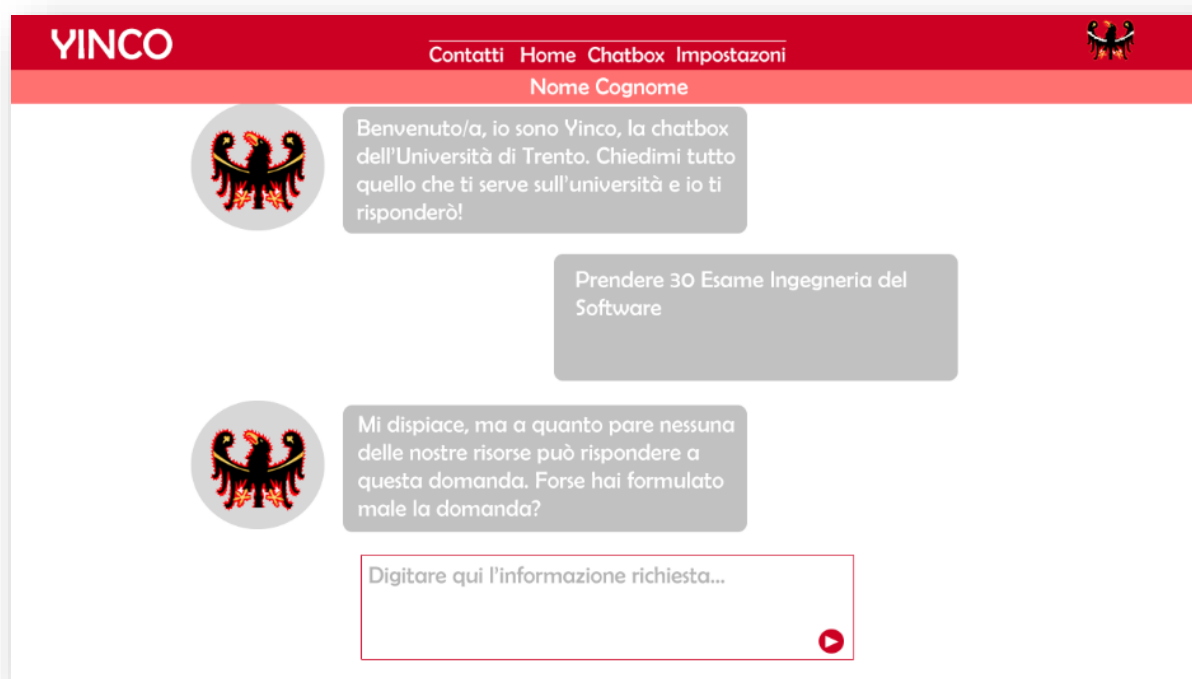 YINCO
Contatti Home Chatbox Impostazoni
Nome Cognome
Benvenuto/a, io sono Yinco, la chatbox
dell'Università di Trento. Chiedimi tutto
quello che ti serve sull'università e io ti
risponderò!
Prendere 30 Esame Ingegneria del
Software
Mi dispiace, ma a quanto pare nessuna
delle nostre risorse può rispondere a
questa domanda. Forse hai formulato
male la domanda?
Digitare qui l'informazione richiesta...